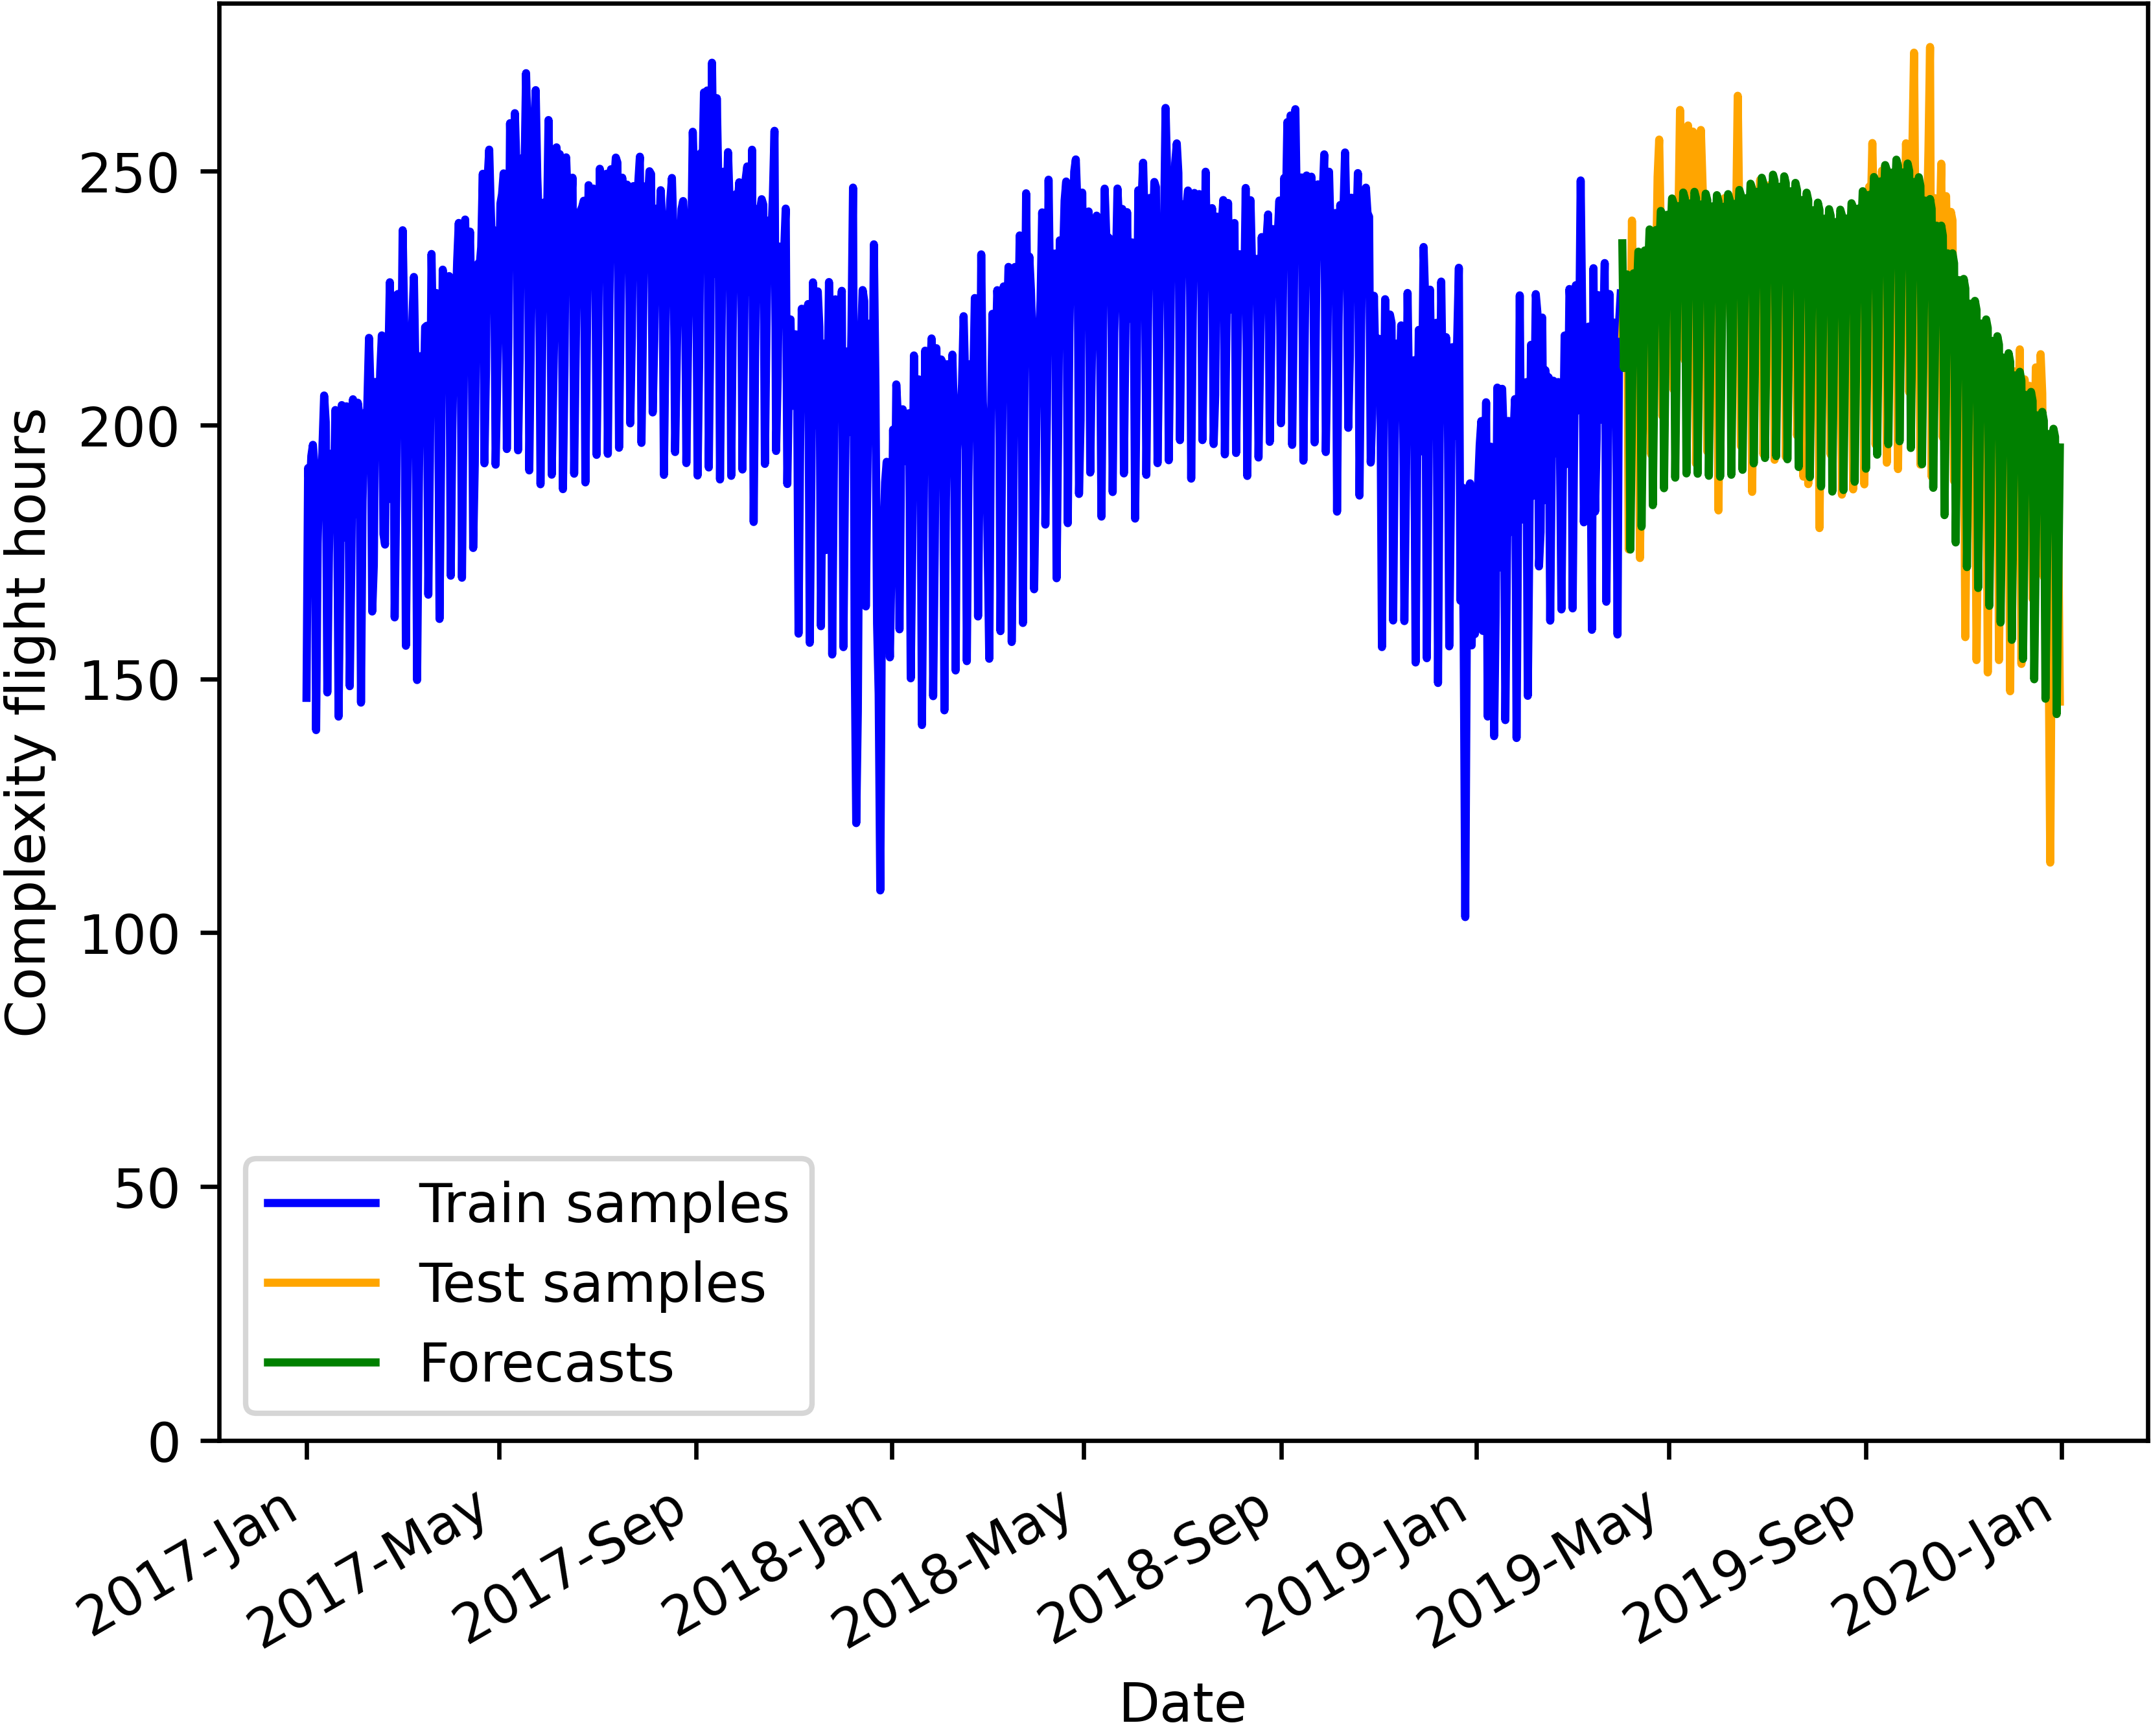 Complexity flight hours
250
200
150
100
50
0
Train samples
Test samples
Forecasts
2017-Jan
2017-May
2017-Sep
2018-Jan
2018-May
2018-Sep
2019-Jan
2019-May
2019-Sep
2020-Jan
Date